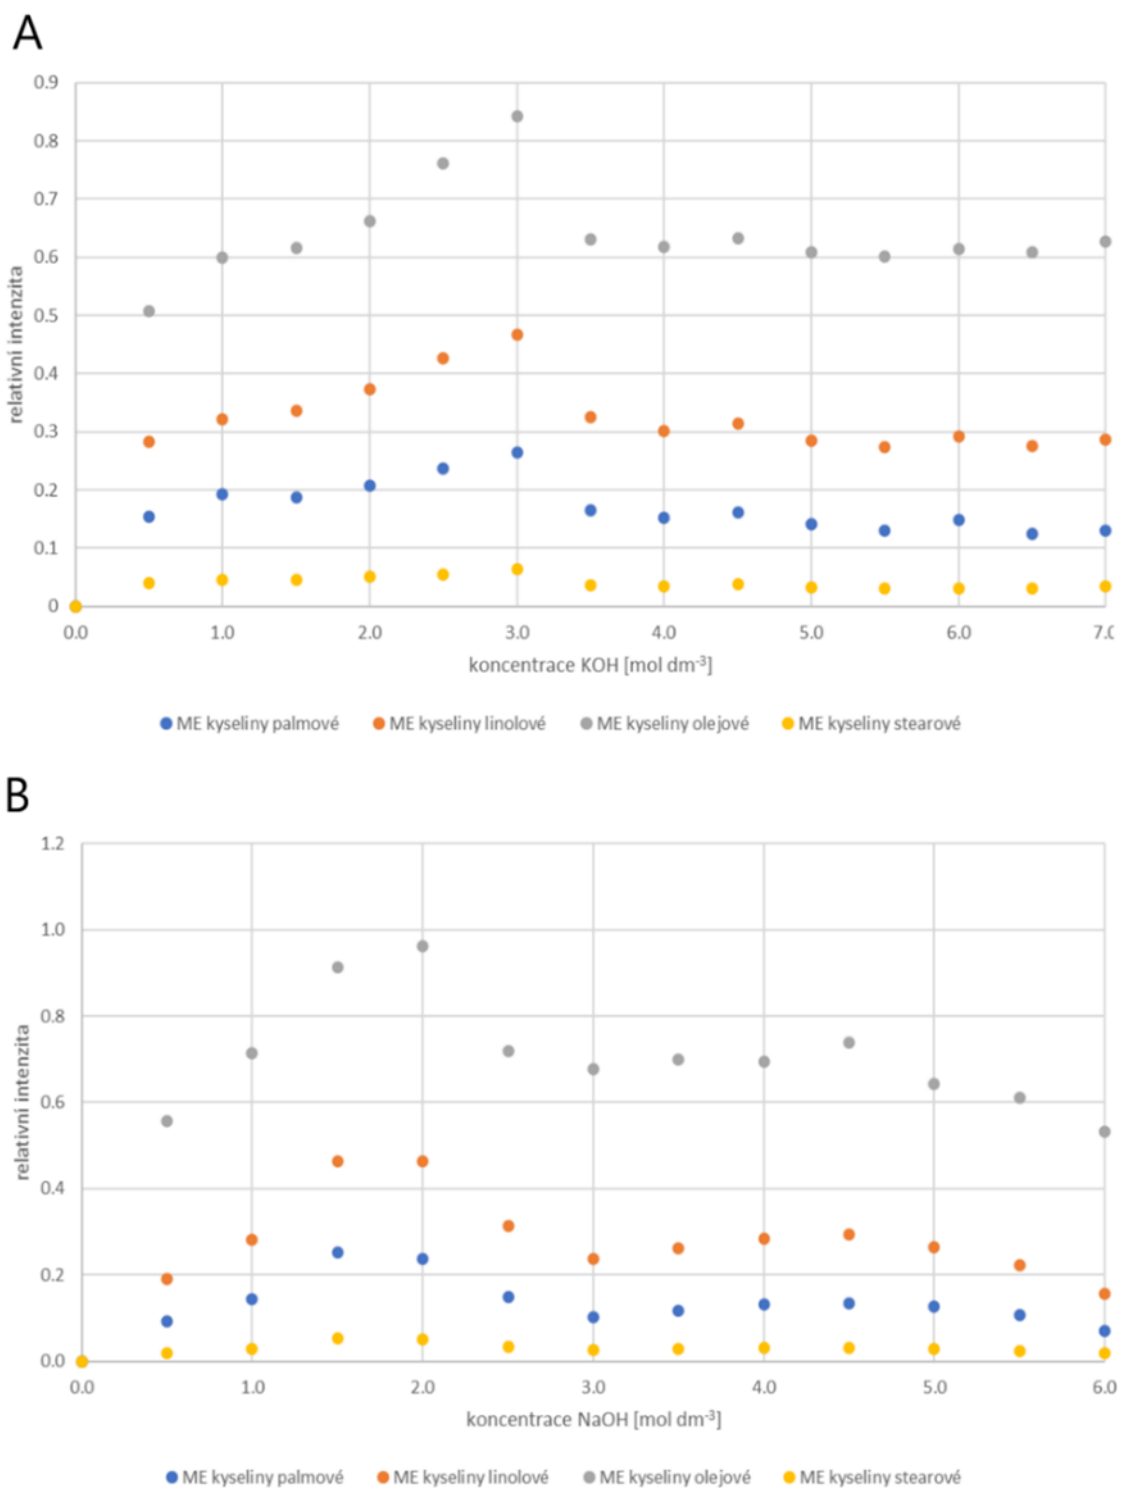 A
0.9
0.8
0.7
0.6
0.5
0.4
0.3
0.2
0.1
0
relativní intenzita
0.0 1.0 2.0 3.0 4.0 5.0 6.0 7.0
koncentrace KOH [mol dm⁻³]
ME kyseliny palmové ME kyseliny linolové ME kyseliny olejové ME kyseliny stearové
B
1.2
1.0
0.8
0.6
0.4
0.2
0.0
relativní intenzita
0.0 1.0 2.0 3.0 4.0 5.0 6.0
koncentrace NaOH [mol dm⁻³]
ME kyseliny palmové ME kyseliny linolové ME kyseliny olejové ME kyseliny stearové